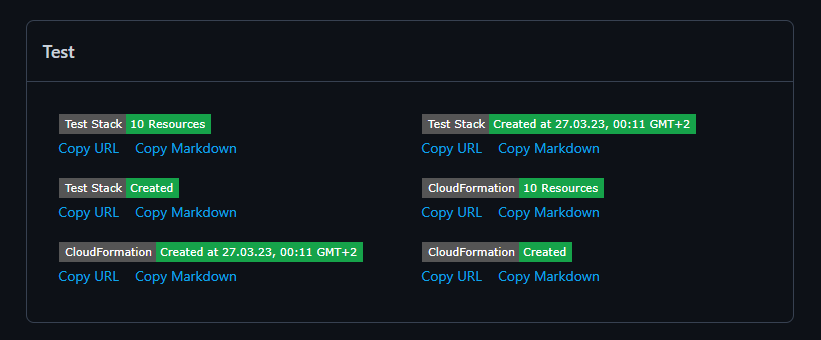 Test
Test Stack 10 Resources
Copy URL Copy Markdown
Test Stack Created at 27.03.23, 00:11 GMT+2
Copy URL Copy Markdown
Test Stack Created
Copy URL Copy Markdown
CloudFormation 10 Resources
Copy URL Copy Markdown
CloudFormation Created at 27.03.23, 00:11 GMT+2
Copy URL Copy Markdown
CloudFormation Created
Copy URL Copy Markdown